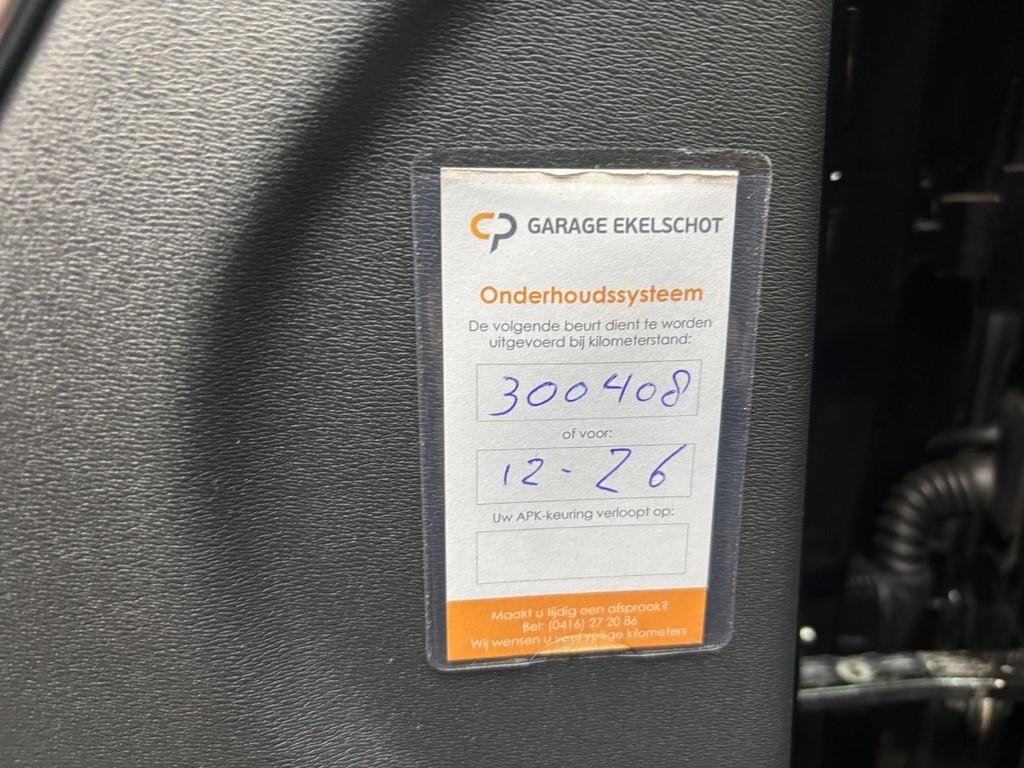 CP GARAGE EKELSCHOT
Onderhoudssysteem
De volgende beurt dient te worden
uitgevoerd bij kilometerstand:
300408
of voor:
12-26
Uw APK-keuring verloopt op:
Maakt u tijdig een afspraak?
Bel: (0416) 27 20 86
Wij wensen u veel veilige kilometers